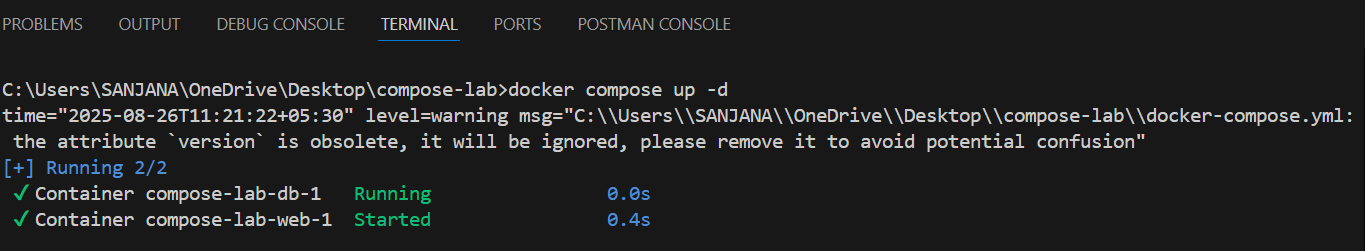 PROBLEMS OUTPUT DEBUG CONSOLE TERMINAL PORTS POSTMAN CONSOLE
C:\Users\SANJANA\OneDrive\Desktop\compose-lab>docker compose up -d
time="2025-08-26T11:21:22+05:30" level=warning msg="C:\\Users\\SANJANA\\OneDrive\\Desktop\\compose-lab\\docker-compose.yml:
the attribute `version` is obsolete, it will be ignored, please remove it to avoid potential confusion"
[+] Running 2/2
✔ Container compose-lab-db-1 Running 0.0s
✔ Container compose-lab-web-1 Started 0.4s